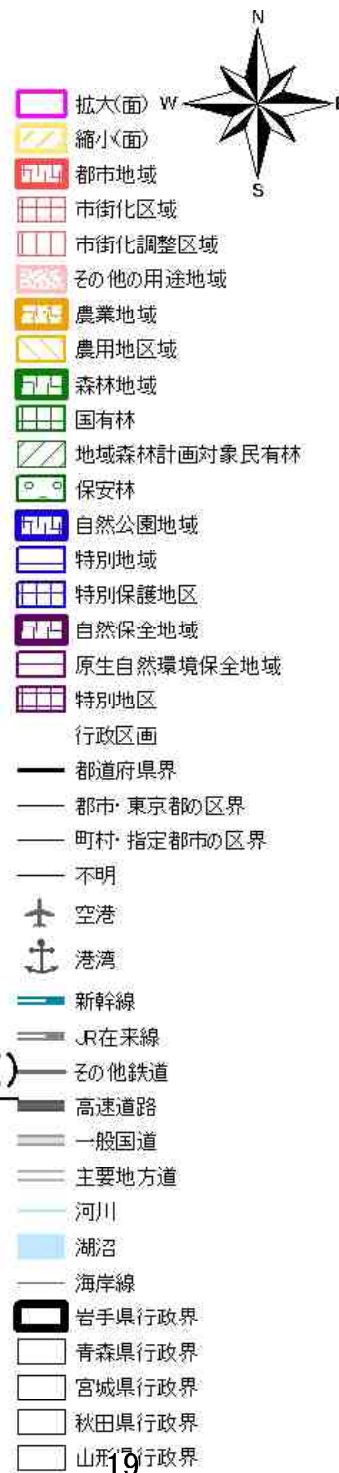 N
拡大(面) W E
縮小(面)
都市地域 S
市街化区域
市街化調整区域
その他の用途地域
農業地域
農用地区域
森林地域
国有林
地域森林計画対象民有林
保安林
自然公園地域
特別地域
特別保護地区
自然保全地域
原生自然環境保全地域
特別地区
行政区画
都道府県界
郡市・東京都の区界
町村・指定都市の区界
不明
空港
港湾
新幹線
JR在来線
)
その他鉄道
高速道路
一般国道
主要地方道
河川
湖沼
海岸線
岩手県行政界
青森県行政界
宮城県行政界
秋田県行政界
山形県行政界
19